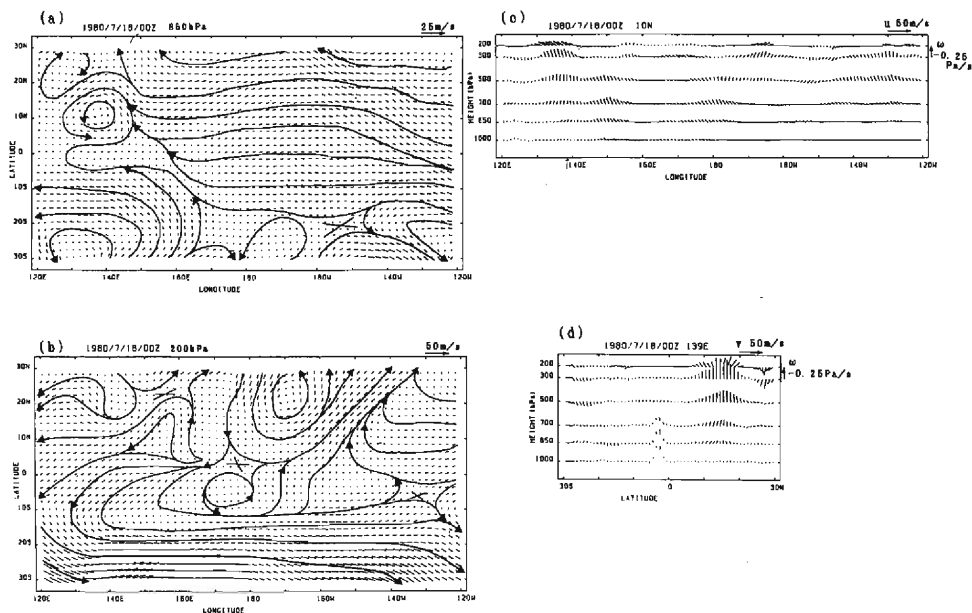 (a)
1980/7/18/00Z 850kPa
25m/s
30N
20N
10N
0
10S
20S
30S
LATITUDE
120E 140E 160E 180 160W 140W 120W
LONGITUDE
(b)
1980/7/18/00Z 200kPa
50m/s
30N
20N
10N
0
10S
20S
30S
LATITUDE
120E 140E 160E 180 160W 140W 120W
LONGITUDE
(c)
1980/7/18/00Z 10N
u 50m/s
ω
-0.25
Pa/s
200
300
500
700
850
1000
HEIGHT(kPa)
120E 140E 160E 180 160W 140W 120W
LONGITUDE
(d)
1980/7/18/00Z 139E
v 50m/s
ω
-0.25Pa/s
200
300
500
700
850
1000
HEIGHT(kPa)
30S 0 30N
LATITUDE